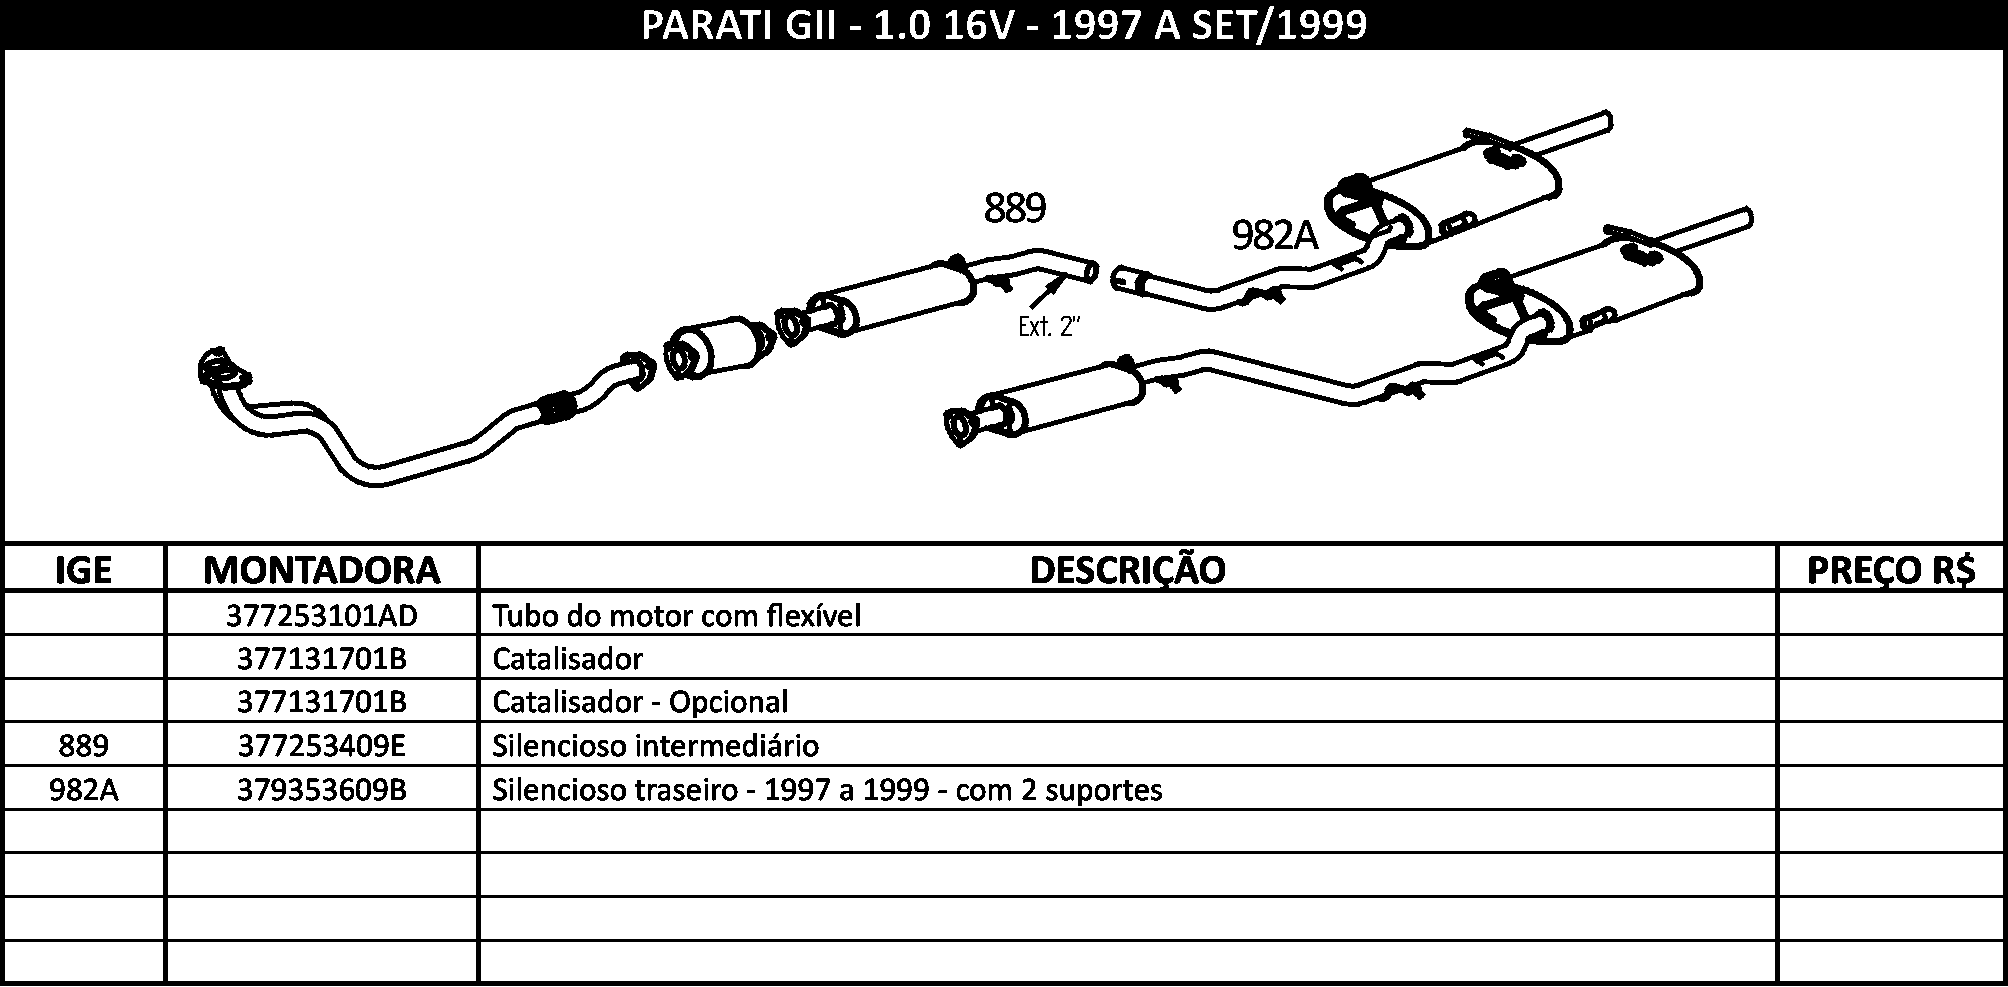 PARATI GII - 1.0 16V - 1997 A SET/1999
889
982A
Ext. 2"
IGE MONTADORA DESCRIÇÃO PREÇO R$
377253101AD Tubo do motor com flexível
377131701B Catalisador
377131701B Catalisador - Opcional
889 377253409E Silencioso intermediário
982A 379353609B Silencioso traseiro - 1997 a 1999 - com 2 suportes